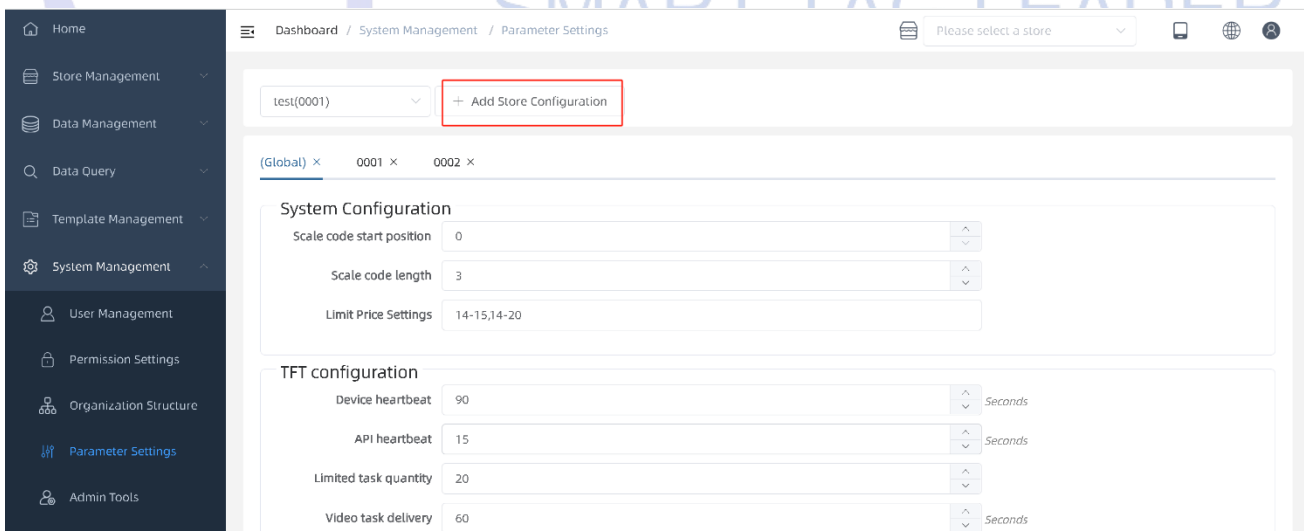 Home
Dashboard / System Management / Parameter Settings
Please select a store
Store Management
test(0001)
+ Add Store Configuration
Data Management
(Global) × 0001 × 0002 ×
Data Query
System Configuration
Template Management
Scale code start position 0
System Management
Scale code length 3
User Management
Limit Price Settings 14-15,14-20
Permission Settings
TFT configuration
Device heartbeat 90 Seconds
Organization Structure
API heartbeat 15 Seconds
Parameter Settings
Limited task quantity 20
Admin Tools
Video task delivery 60 Seconds